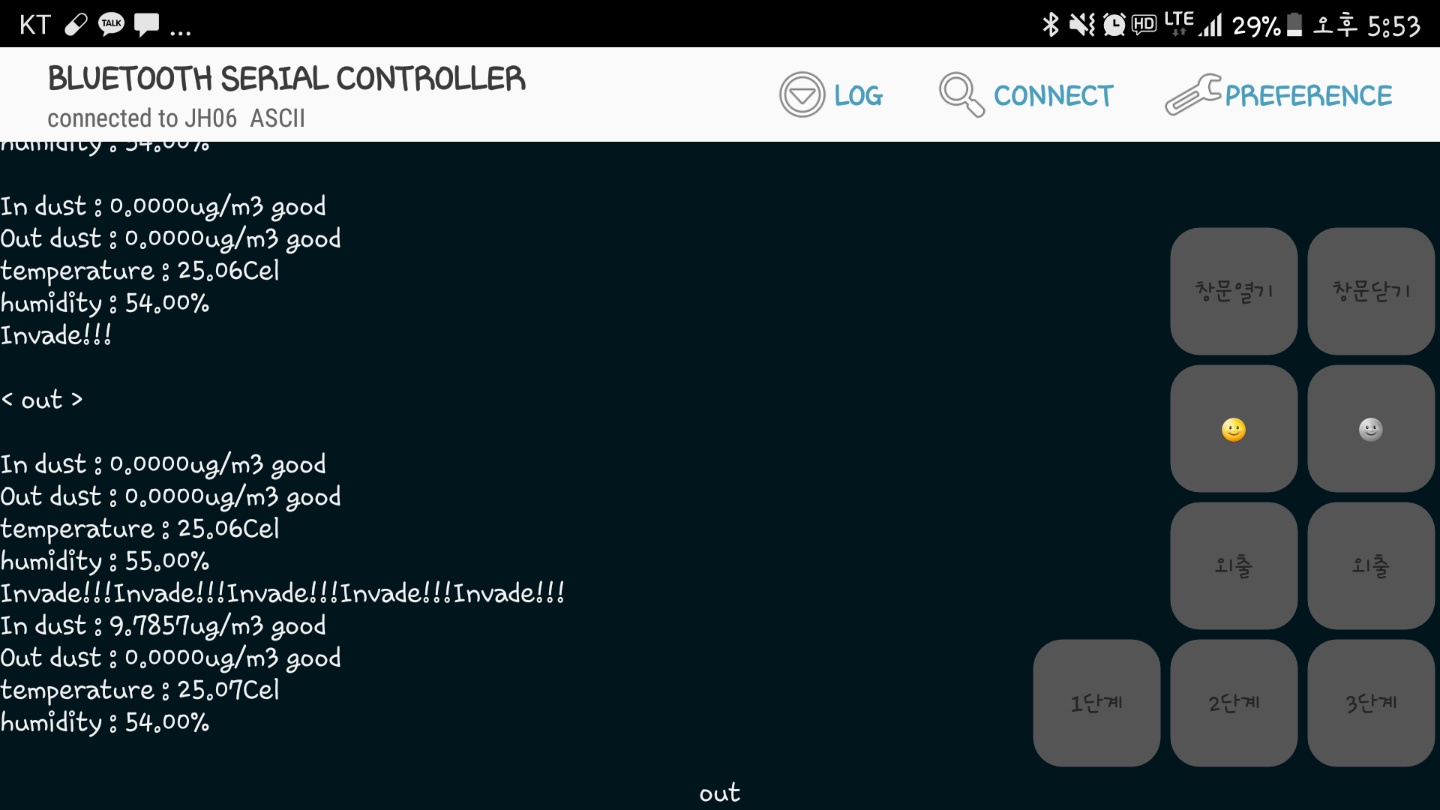 KT TALK ... HD LTE 29% 오후 5:53
BLUETOOTH SERIAL CONTROLLER
connected to JH06 ASCII
LOG
CONNECT
PREFERENCE
humidity : 54.00%
In dust : 0.0000ug/m3 good
Out dust : 0.0000ug/m3 good
temperature : 25.06Cel
humidity : 54.00%
Invade!!!
< out >
In dust : 0.0000ug/m3 good
Out dust : 0.0000ug/m3 good
temperature : 25.06Cel
humidity : 55.00%
Invade!!!Invade!!!Invade!!!Invade!!!Invade!!!
In dust : 9.7857ug/m3 good
Out dust : 0.0000ug/m3 good
temperature : 25.07Cel
humidity : 54.00%
창문열기
창문닫기
외출
외출
1단계
2단계
3단계
out